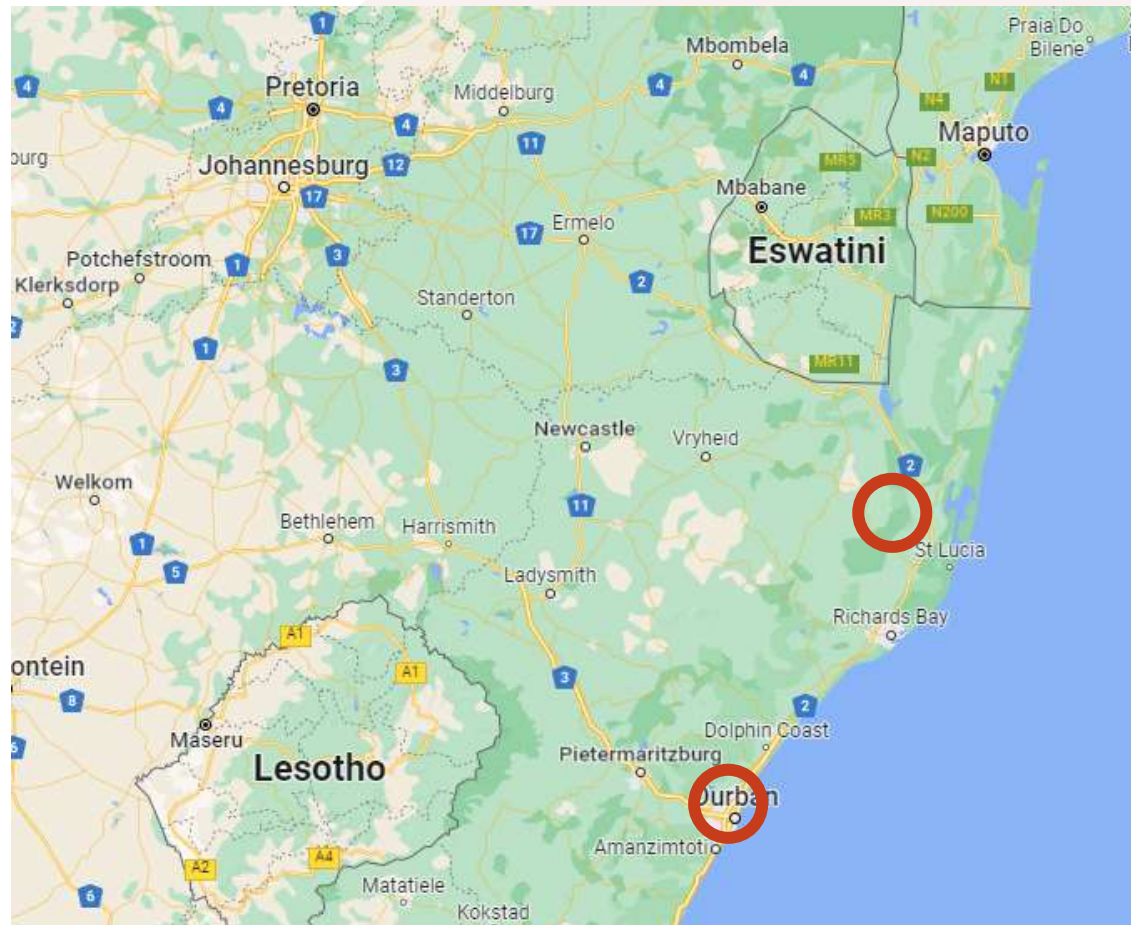 1
Praia Do
Bilene
Mbombela
4
4
4
4
Pretoria
Middelburg
N1
N4
4
11
Maputo
Johannesburg
12
MR5
N2
17
Mbabane
MR3
N200
Ermelo
17
Eswatini
3
Potchefstroom
1
Klerksdorp
2
Standerton
1
3
MR11
Newcastle
Vryheid
2
Welkom
11
Bethlehem
Harrismith
1
St Lucia
5
Ladysmith
Richards Bay
A1
ontein
A1
3
8
2
Maseru
Dolphin Coast
Lesotho
Pietermaritzburg
Durban
Amanzimtoti
A2
A4
6
Matatiele
Kokstad